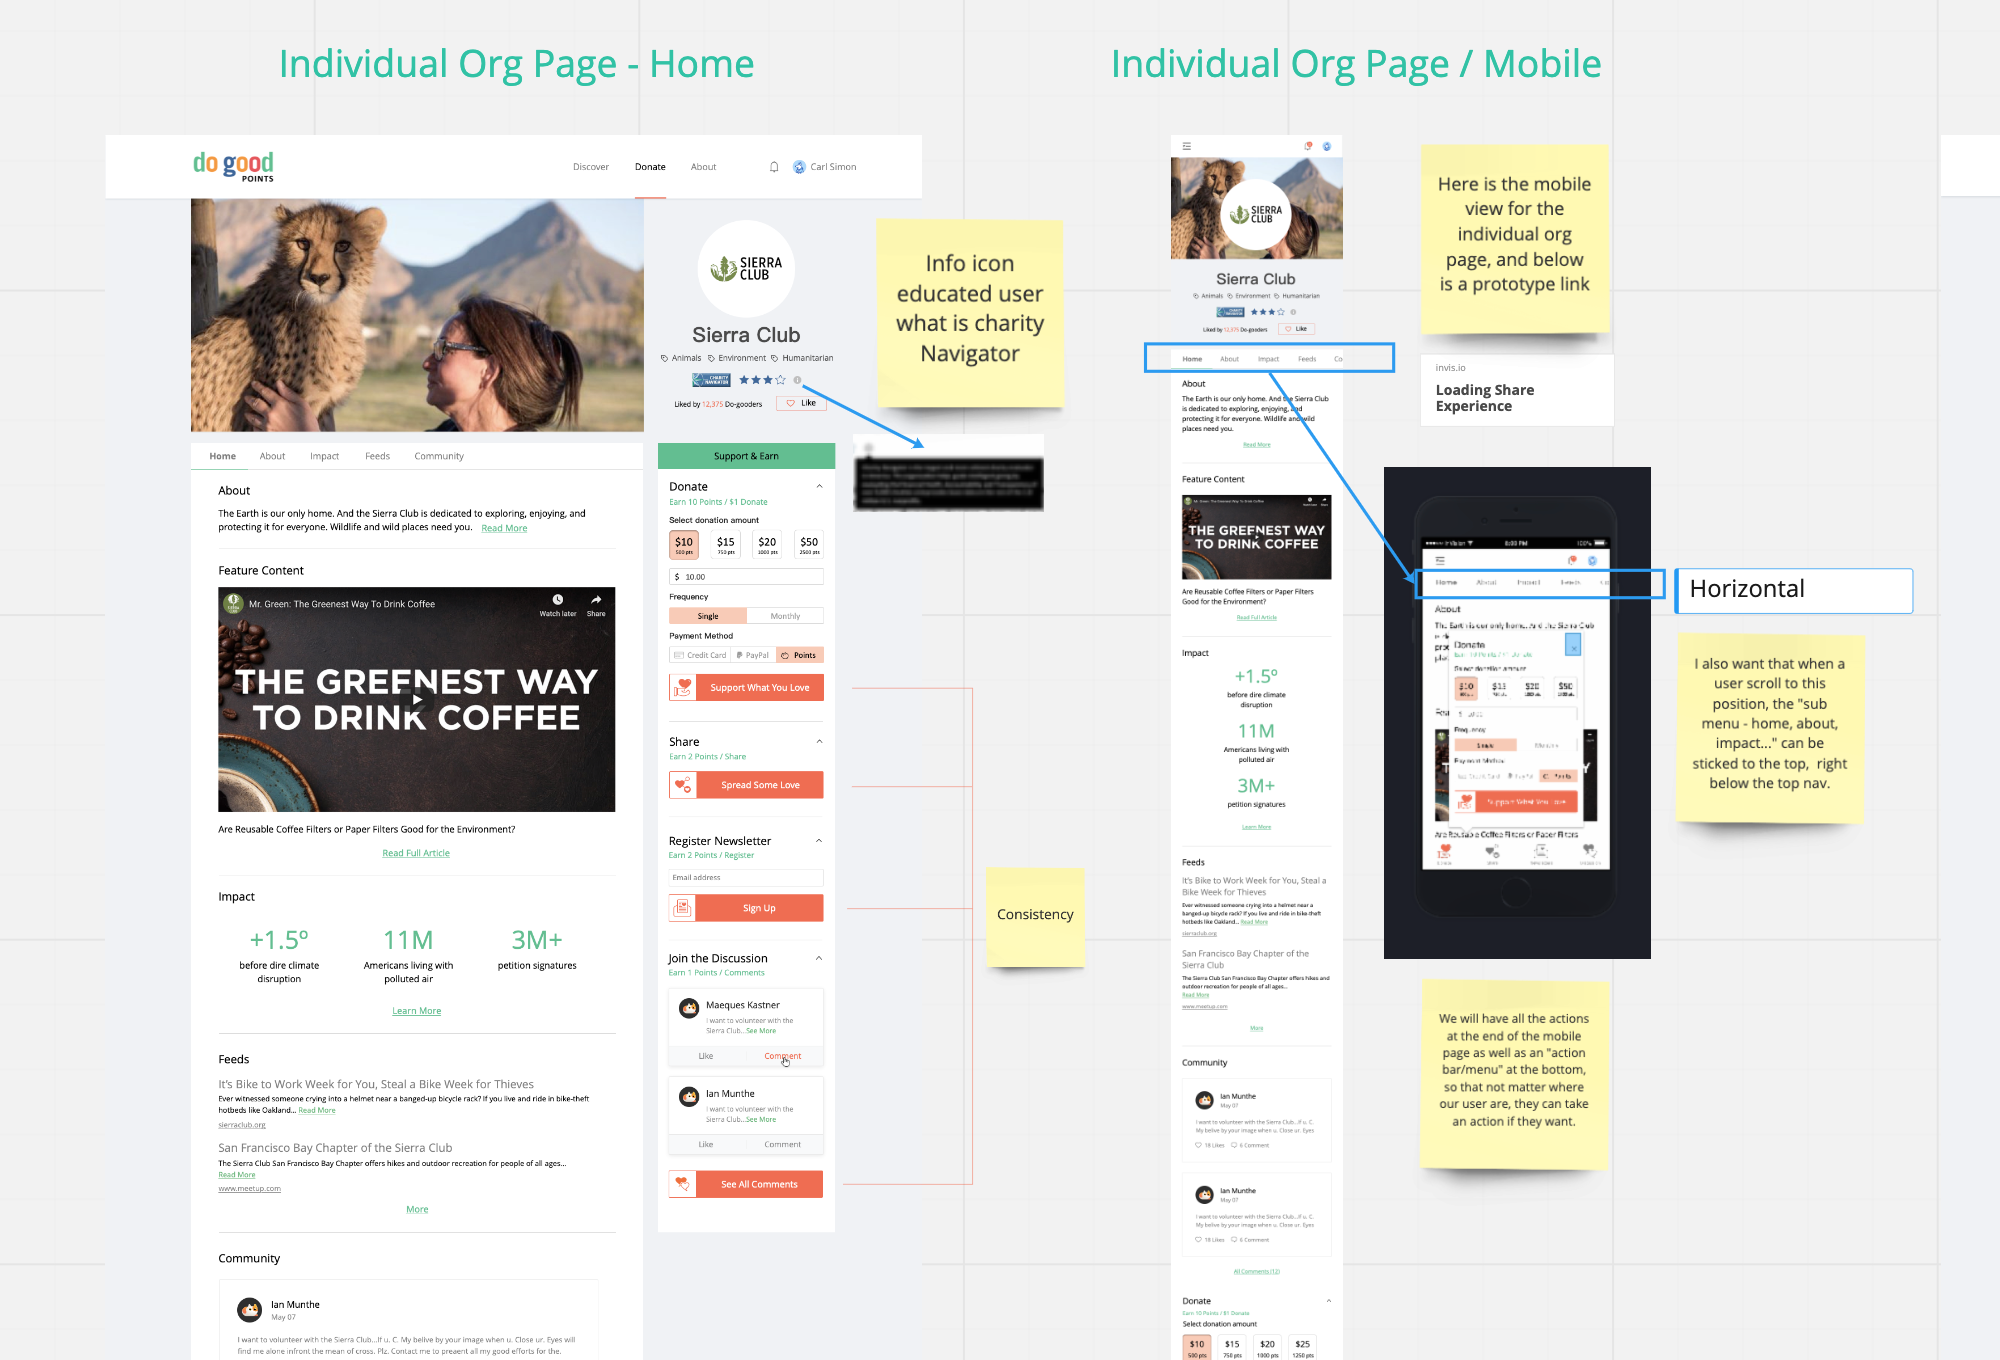 Individual Org Page - Home
do good
POINTS
Discover
Donate
About
Carl Simon
SIERRA
CLUB
Sierra Club
Animals
Environment
Humanitarian
CHARITY
NAVIGATOR
Liked by 12,375 Do-gooders
Like
Info icon
educated user
what is charity
Navigator
Home
About
Impact
Feeds
Community
About
The Earth is our only home. And the Sierra Club is dedicated to exploring, enjoying, and
protecting it for everyone. Wildlife and wild places need you. Read More
Feature Content
Mr. Green: The Greenest Way To Drink Coffee
Watch later
Share
THE GREENEST WAY
TO DRINK COFFEE
Are Reusable Coffee Filters or Paper Filters Good for the Environment?
Read Full Article
Impact
+1.5°
before dire climate
disruption
11M
Americans living with
polluted air
3M+
petition signatures
Learn More
Feeds
It's Bike to Work Week for You, Steal a Bike Week for Thieves
Ever witnessed someone crying into a helmet near a banged-up bicycle rack? If you live and ride in bike-theft
hotbeds like Oakland... Read More
sierraclub.org
San Francisco Bay Chapter of the Sierra Club
The Sierra Club San Francisco Bay Chapter offers hikes and outdoor recreation for people of all ages...
Read More
www.meetup.com
More
Community
Ian Munthe
May 07
I want to volunteer with the Sierra Club...If u. C. My belive by your image when u. Close ur. Eyes will
find me alone infront the mean of cross. Plz. Contact me to preaent all my good efforts for the.
Support & Earn
Donate
Earn 10 Points / $1 Donate
Select donation amount
$10
500 pts
$15
750 pts
$20
1000 pts
$50
2500 pts
$ 10.00
Frequency
Single
Monthly
Payment Method
Credit Card
PayPal
Points
Support What You Love
Share
Earn 2 Points / Share
Spread Some Love
Register Newsletter
Earn 2 Points / Register
Email address
Sign Up
Join the Discussion
Earn 1 Points / Comments
Maeques Kastner
I want to volunteer with the
Sierra Club...See More
Like
Comment
Ian Munthe
I want to volunteer with the
Sierra Club...See More
Like
Comment
See All Comments
Consistency
Individual Org Page / Mobile
SIERRA
CLUB
Sierra Club
Animals
Environment
Humanitarian
CHARITY
NAVIGATOR
Liked by 12,375 Do-gooders
Like
Home
About
Impact
Feeds
Co
About
The Earth is our only home. And the Sierra Club
is dedicated to exploring, enjoying, and
protecting it for everyone. Wildlife and wild
places need you.
Read More
Feature Content
Mr. Green: The Greenest Way To Drink Coffee
THE GREENEST WAY
TO DRINK COFFEE
Are Reusable Coffee Filters or Paper Filters
Good for the Environment?
Read Full Article
Impact
+1.5°
before dire climate
disruption
11M
Americans living with
polluted air
3M+
petition signatures
Learn More
Feeds
It's Bike to Work Week for You, Steal a
Bike Week for Thieves
Ever witnessed someone crying into a helmet near a
banged-up bicycle rack? If you live and ride in bike-theft
hotbeds like Oakland... Read More
sierraclub.org
San Francisco Bay Chapter of the
Sierra Club
The Sierra Club San Francisco Bay Chapter offers hikes and
outdoor recreation for people of all ages...
Read More
www.meetup.com
More
Community
Ian Munthe
May 07
I want to volunteer with the Sierra Club...If u. C.
My belive by your image when u. Close ur. Eyes
18 Likes
6 Comment
Ian Munthe
May 07
I want to volunteer with the Sierra Club...If u. C.
My belive by your image when u. Close ur. Eyes
18 Likes
6 Comment
All Comments (12)
Donate
Earn 10 Points / $1 Donate
Select donation amount
$10
500 pts
$15
750 pts
$20
1000 pts
$25
1250 pts
Here is the mobile
view for the
individual org
page, and below
is a prototype link
invis.io
Loading Share
Experience
8:00 PM
100%
Home
About
Impact
Feeds
About
The Earth is our only home. And the Sierra Club
Donate
Earn 10 Points / $1 Donate
Select donation amount
$10
$15
$20
$50
Frequency
Payment Method
Points
Support What You Love
Are Reusable Coffee Filters or Paper Filters
Horizontal
I also want that when a
user scroll to this
position, the "sub
menu - home, about,
impact..." can be
sticked to the top, right
below the top nav.
We will have all the actions
at the end of the mobile
page as well as an "action
bar/menu" at the bottom,
so that not matter where
our user are, they can take
an action if they want.